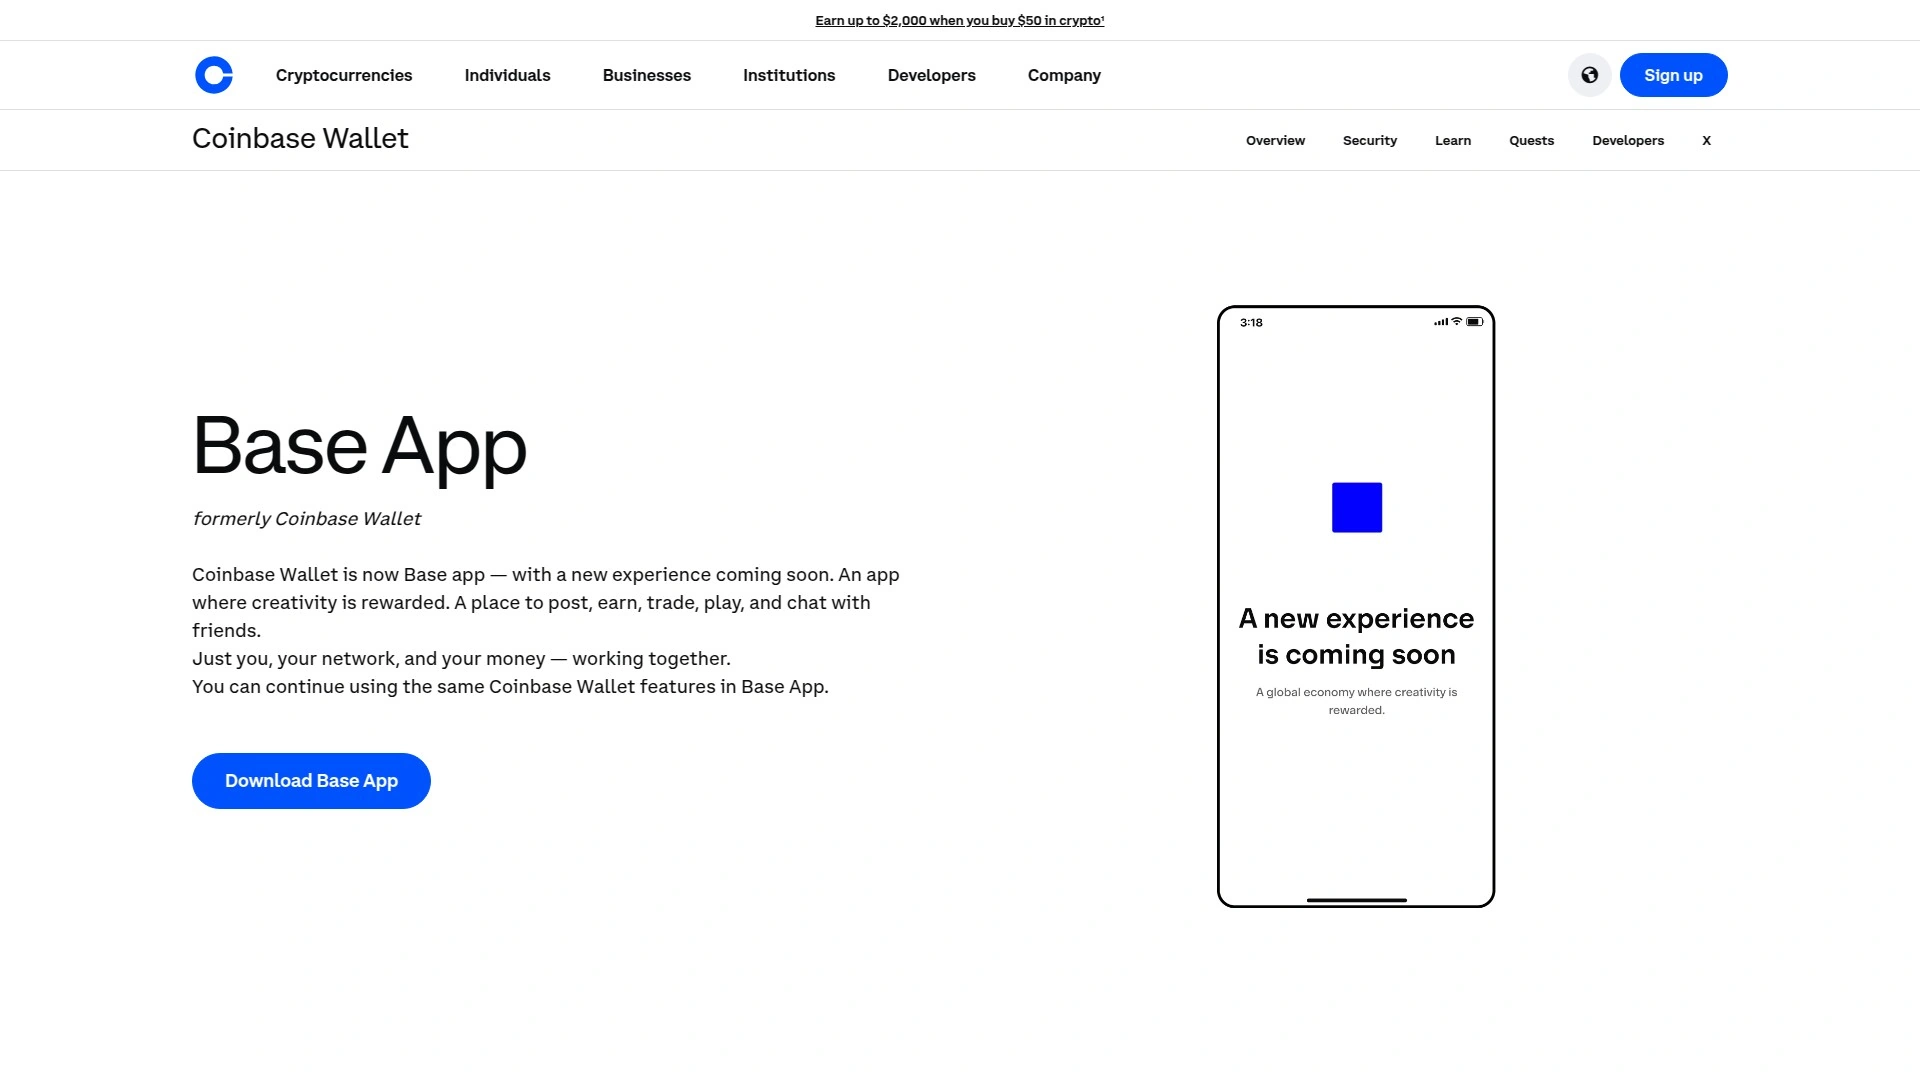 Earn up to $2,000 when you buy $50 in crypto¹
Cryptocurrencies
Individuals
Businesses
Institutions
Developers
Company
Sign up
Coinbase Wallet
Overview
Security
Learn
Quests
Developers
X
Base App
formerly Coinbase Wallet
Coinbase Wallet is now Base app — with a new experience coming soon. An app
where creativity is rewarded. A place to post, earn, trade, play, and chat with
friends.
Just you, your network, and your money — working together.
You can continue using the same Coinbase Wallet features in Base App.
Download Base App
3:18
A new experience
is coming soon
A global economy where creativity is
rewarded.